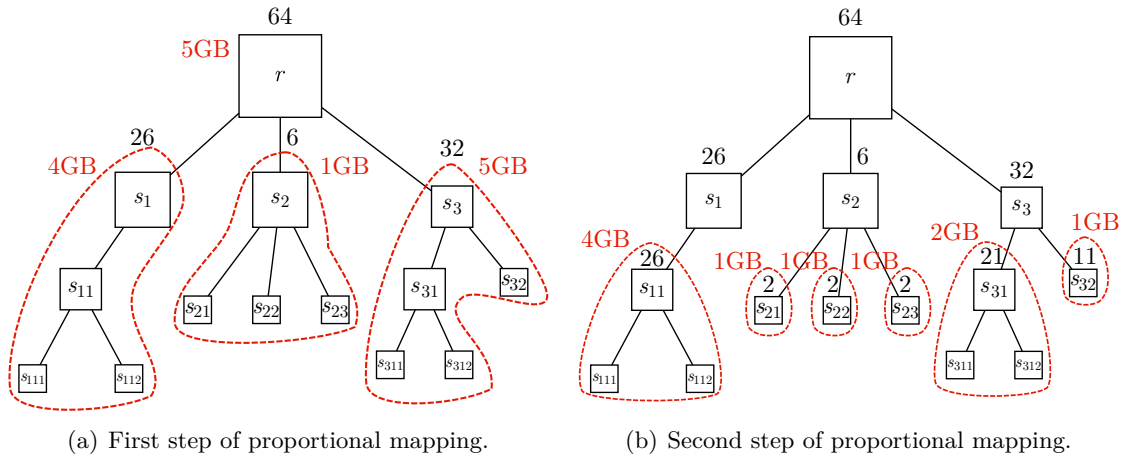 64
5GB
r
26
4GB
6
1GB
32
5GB
s1
s2
s3
s11
s21
s22
s23
s31
s32
s111
s112
s311
s312
(a) First step of proportional mapping.
64
r
26
6
32
s1
s2
s3
4GB
26
1GB
1GB
1GB
2GB
21
1GB
11
s11
2
2
2
s21
s22
s23
s31
s32
s111
s112
s311
s312
(b) Second step of proportional mapping.